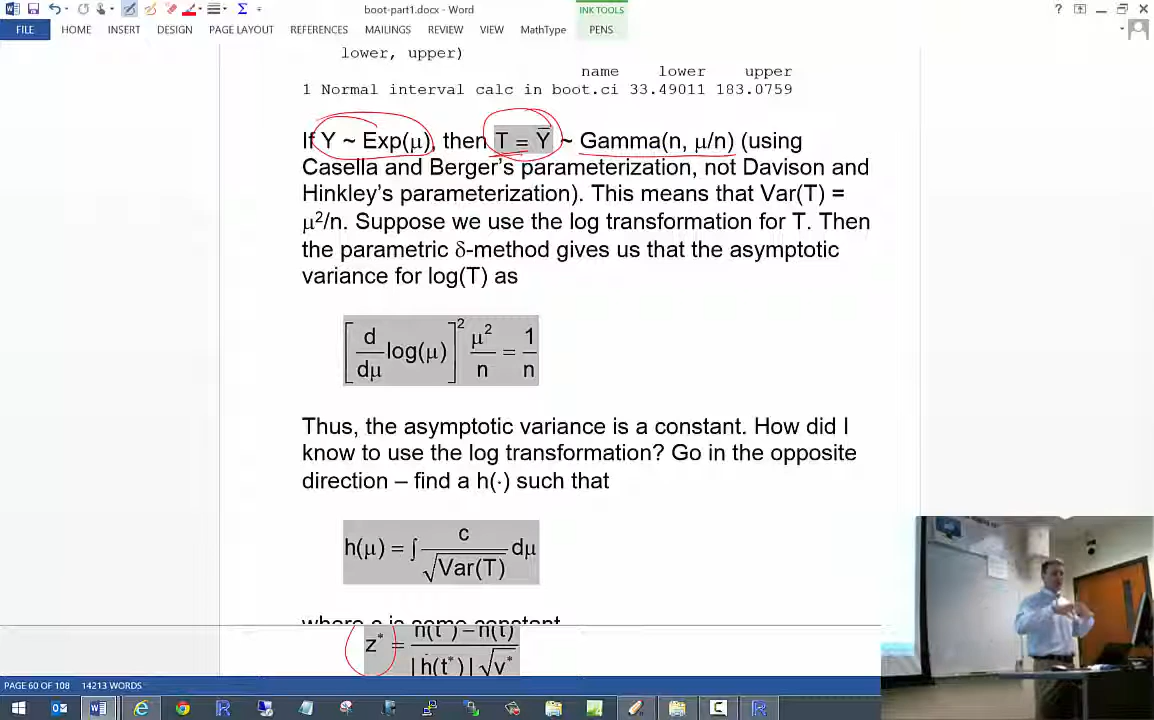 boot-part1.docx - Word
INK TOOLS
FILE HOME INSERT DESIGN PAGE LAYOUT REFERENCES MAILINGS REVIEW VIEW MathType PENS
lower, upper)
name lower upper
1 Normal interval calc in boot.ci 33.49011 183.0759
If Y ~ Exp(μ), then T = Y̅ ~ Gamma(n, μ/n) (using
Casella and Berger's parameterization, not Davison and
Hinkley's parameterization). This means that Var(T) =
μ²/n. Suppose we use the log transformation for T. Then
the parametric δ-method gives us that the asymptotic
variance for log(T) as
[d/dμ log(μ)]² μ²/n = 1/n
Thus, the asymptotic variance is a constant. How did I
know to use the log transformation? Go in the opposite
direction – find a h(·) such that
h(μ) = ∫ c/√Var(T) dμ
where c is some constant
z* = h(t*) – h(t) / |ḣ(t*)| √v*
PAGE 60 OF 108 14213 WORDS